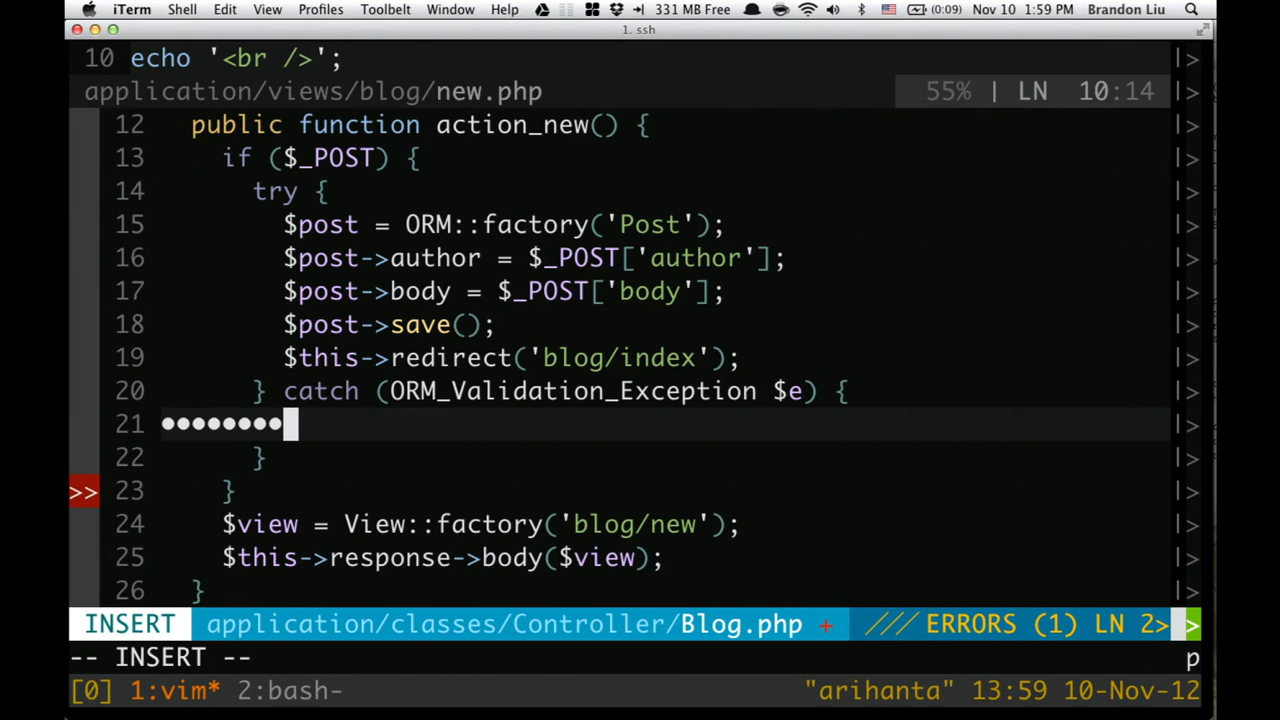 iTerm Shell Edit View Profiles Toolbelt Window Help 331 MB Free (0:09) Nov 10 1:59 PM Brandon Liu
1. ssh
10 echo '<br />';
application/views/blog/new.php 55% | LN 10:14
12 public function action_new() {
13 if ($_POST) {
14 try {
15 $post = ORM::factory('Post');
16 $post->author = $_POST['author'];
17 $post->body = $_POST['body'];
18 $post->save();
19 $this->redirect('blog/index');
20 } catch (ORM_Validation_Exception $e) {
21 ••••••••
22 }
>> 23 }
24 $view = View::factory('blog/new');
25 $this->response->body($view);
26 }
INSERT application/classes/Controller/Blog.php + /// ERRORS (1) LN 2> >
-- INSERT -- p
[0] 1:vim* 2:bash- "arihanta" 13:59 10-Nov-12